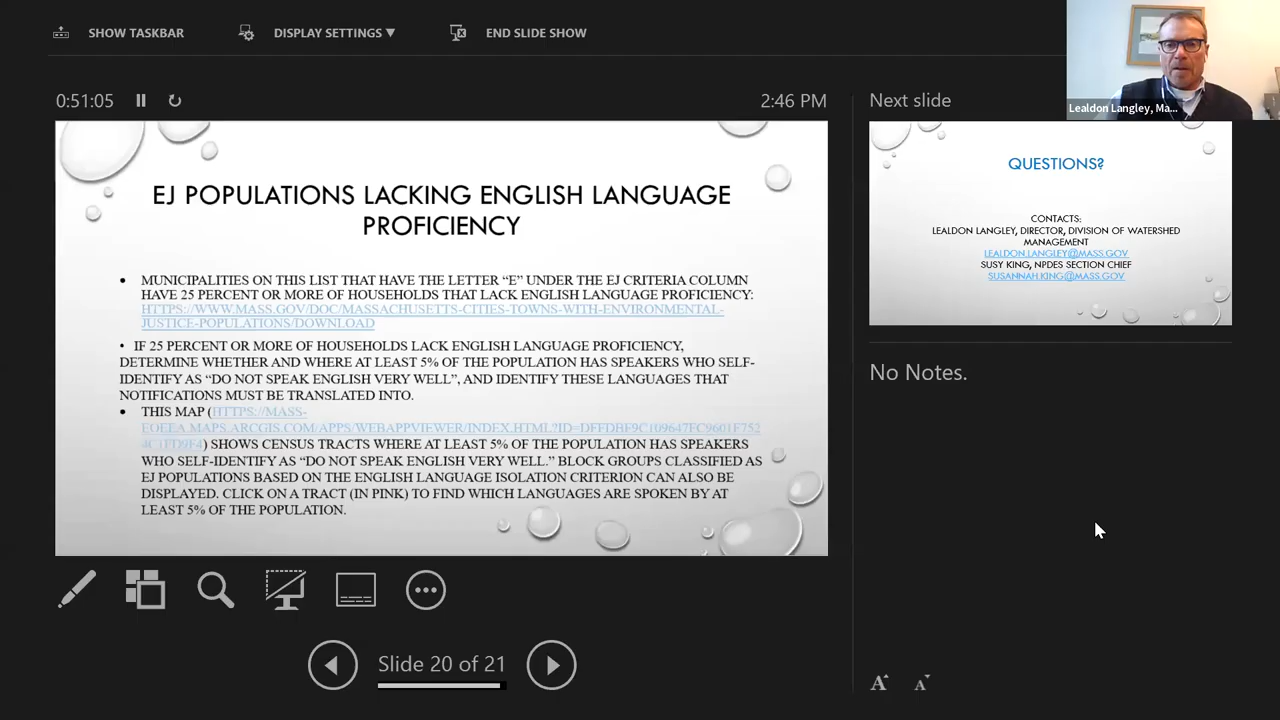 SHOW TASKBAR
DISPLAY SETTINGS ▼
END SLIDE SHOW
Lealdon Langley, Ma...
0:51:05
2:46 PM
EJ POPULATIONS LACKING ENGLISH LANGUAGE
PROFICIENCY
• MUNICIPALITIES ON THIS LIST THAT HAVE THE LETTER “E” UNDER THE EJ CRITERIA COLUMN
HAVE 25 PERCENT OR MORE OF HOUSEHOLDS THAT LACK ENGLISH LANGUAGE PROFICIENCY:
HTTPS://WWW.MASS.GOV/DOC/MASSACHUSETTS-CITIES-TOWNS-WITH-ENVIRONMENTAL-
JUSTICE-POPULATIONS/DOWNLOAD
• IF 25 PERCENT OR MORE OF HOUSEHOLDS LACK ENGLISH LANGUAGE PROFICIENCY,
DETERMINE WHETHER AND WHERE AT LEAST 5% OF THE POPULATION HAS SPEAKERS WHO SELF-
IDENTIFY AS “DO NOT SPEAK ENGLISH VERY WELL”, AND IDENTIFY THESE LANGUAGES THAT
NOTIFICATIONS MUST BE TRANSLATED INTO.
• THIS MAP (HTTPS://MASS-
) SHOWS CENSUS TRACTS WHERE AT LEAST 5% OF THE POPULATION HAS SPEAKERS
WHO SELF-IDENTIFY AS “DO NOT SPEAK ENGLISH VERY WELL.” BLOCK GROUPS CLASSIFIED AS
EJ POPULATIONS BASED ON THE ENGLISH LANGUAGE ISOLATION CRITERION CAN ALSO BE
DISPLAYED. CLICK ON A TRACT (IN PINK) TO FIND WHICH LANGUAGES ARE SPOKEN BY AT
LEAST 5% OF THE POPULATION.
Slide 20 of 21
Next slide
QUESTIONS?
CONTACTS:
LEALDON LANGLEY, DIRECTOR, DIVISION OF WATERSHED
MANAGEMENT
LEALDON.LANGLEY@MASS.GOV
SUSY KING, NPDES SECTION CHIEF
SUSANNAH.KING@MASS.GOV
No Notes.
A A